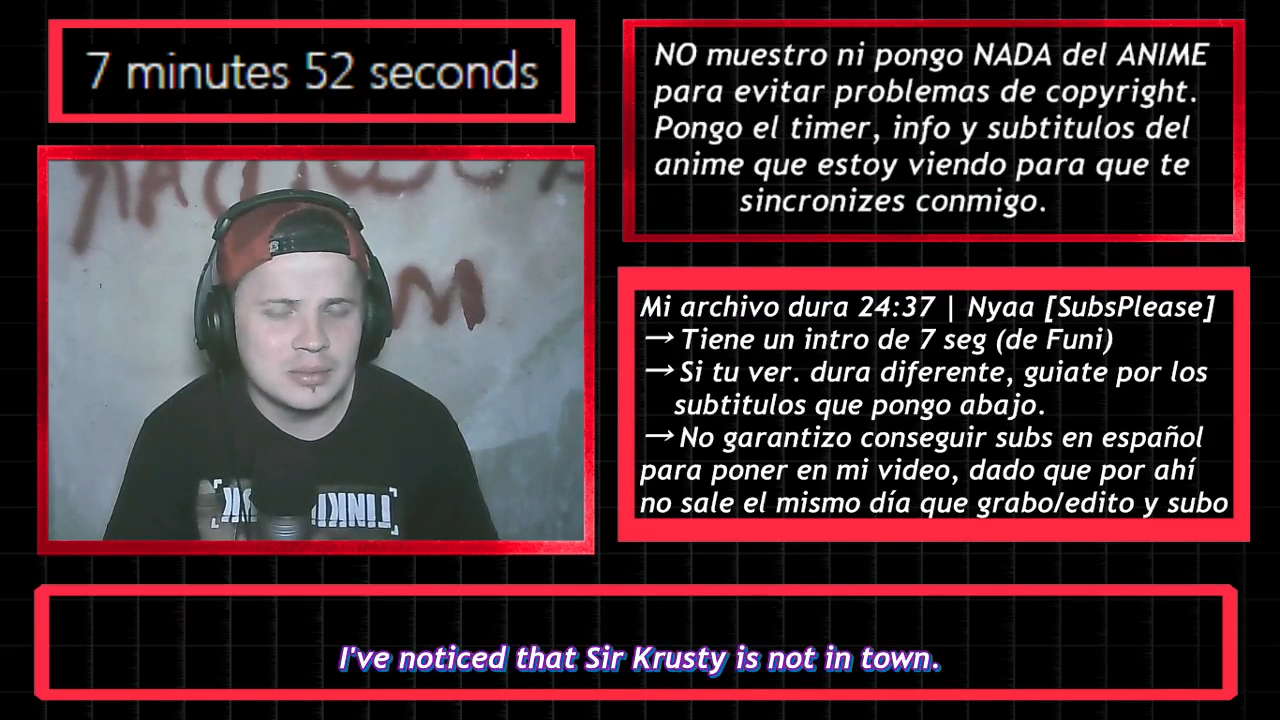 7 minutes 52 seconds
NO muestro ni pongo NADA del ANIME
para evitar problemas de copyright.
Pongo el timer, info y subtitulos del
anime que estoy viendo para que te
sincronizes conmigo.
Mi archivo dura 24:37 | Nyaa [SubsPlease]
→ Tiene un intro de 7 seg (de Funi)
→ Si tu ver. dura diferente, guiate por los
subtitulos que pongo abajo.
→ No garantizo conseguir subs en español
para poner en mi video, dado que por ahí
no sale el mismo día que grabo/edito y subo
I've noticed that Sir Krusty is not in town.